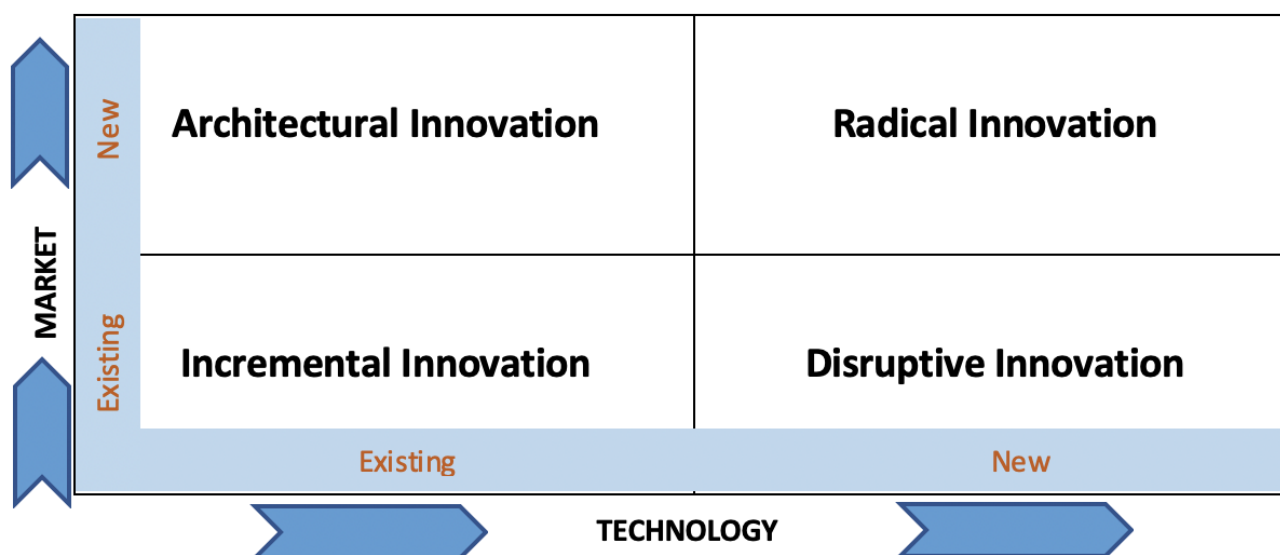 New
Architectural Innovation
Radical Innovation
MARKET
Existing
Incremental Innovation
Disruptive Innovation
Existing
New
TECHNOLOGY